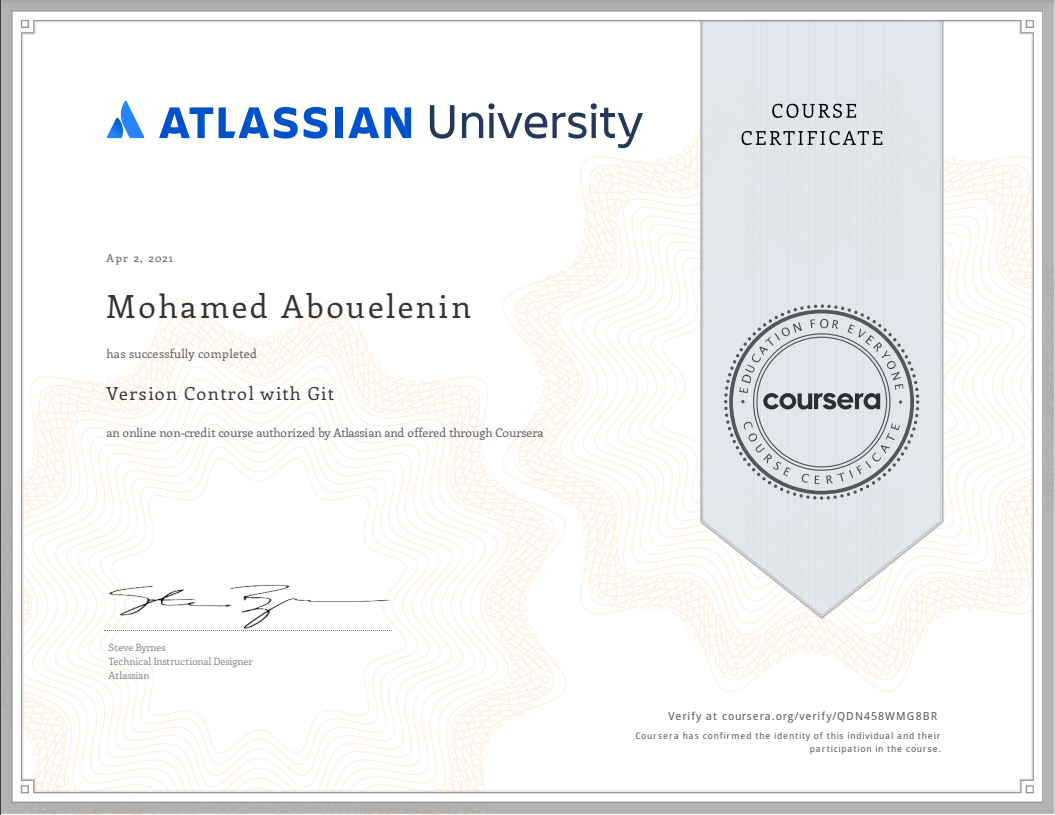 ATLASSIAN University
COURSE
CERTIFICATE
Apr 2, 2021
Mohamed Abouelenin
has successfully completed
Version Control with Git
an online non-credit course authorized by Atlassian and offered through Coursera
EDUCATION FOR EVERYONE
coursera
COURSE CERTIFICATE
Steve Byrnes
Technical Instructional Designer
Atlassian
Verify at coursera.org/verify/QDN458WMG8BR
Coursera has confirmed the identity of this individual and their
participation in the course.